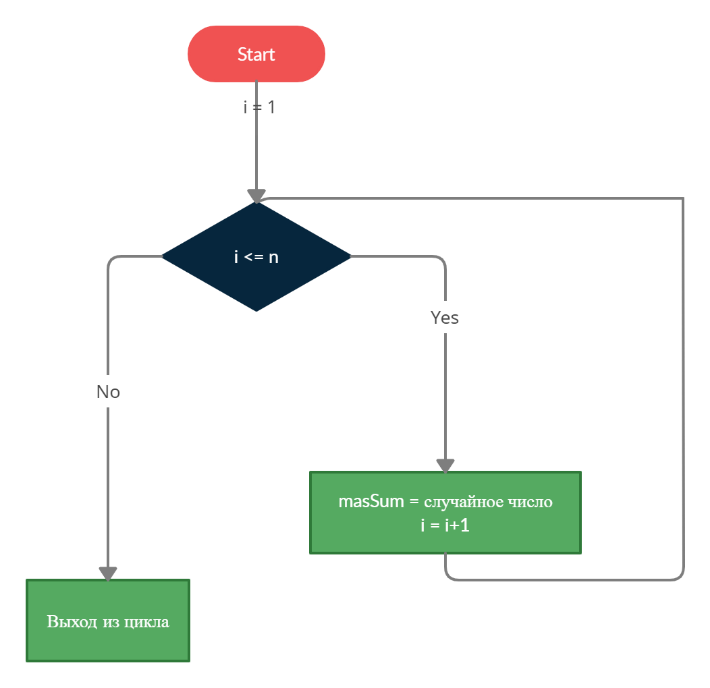 Start
i = 1
i <= n
Yes
No
masSum = случайное число
i = i+1
Выход из цикла